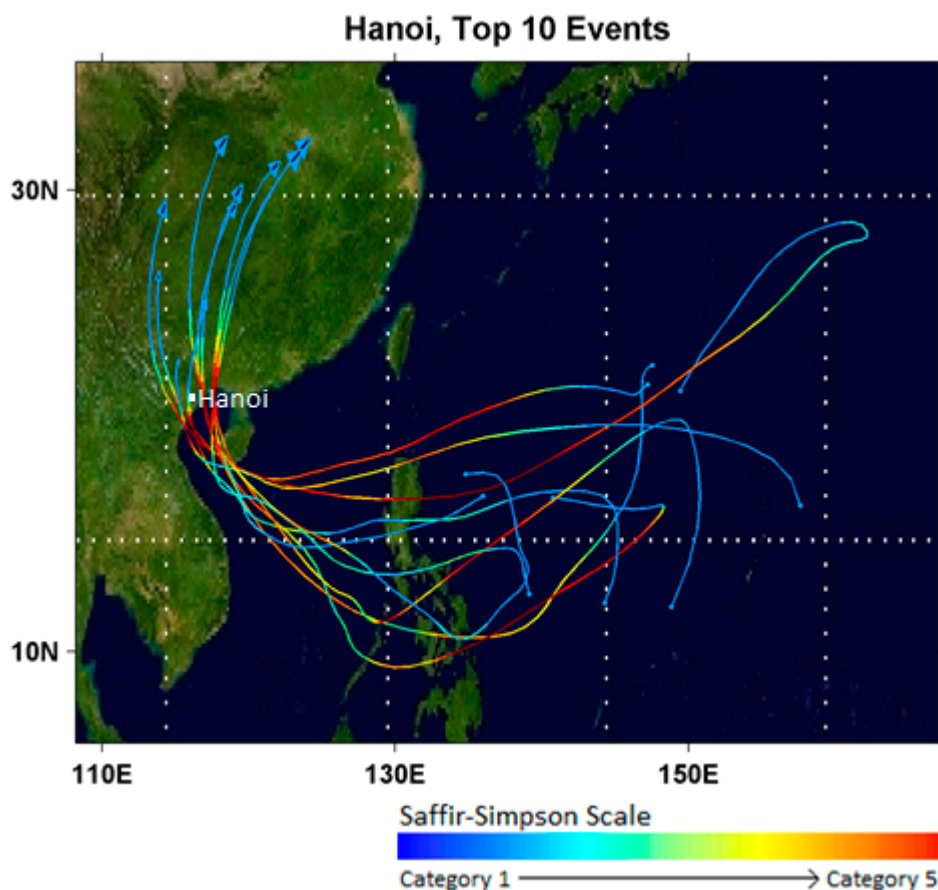 Hanoi, Top 10 Events
30N
Hanoi
10N
110E 130E 150E
Saffir-Simpson Scale
Category 1 Category 5